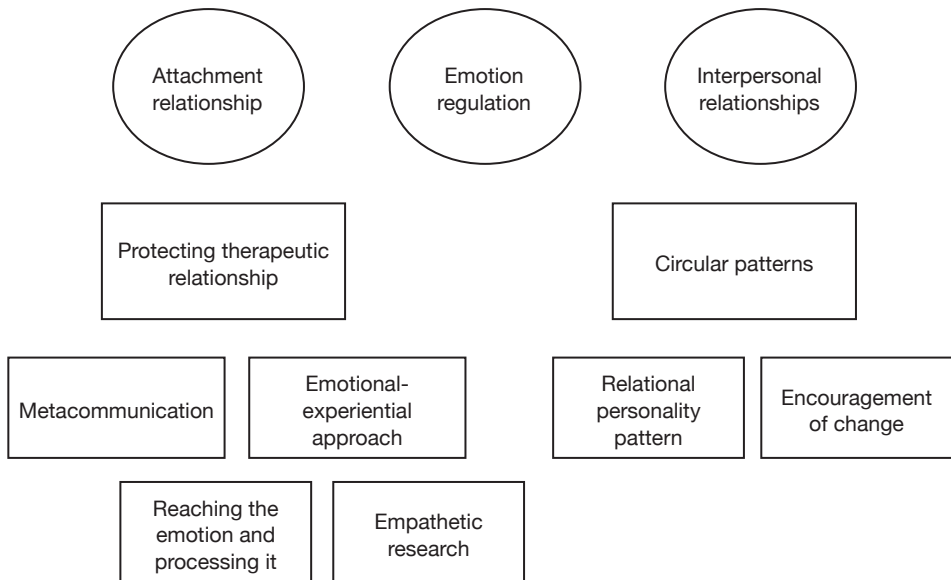 Attachment
relationship
Emotion
regulation
Interpersonal
relationships
Protecting therapeutic
relationship
Circular patterns
Metacommunication
Emotional-
experiential
approach
Relational
personality
pattern
Encouragement
of change
Reaching the
emotion and
processing it
Empathetic
research